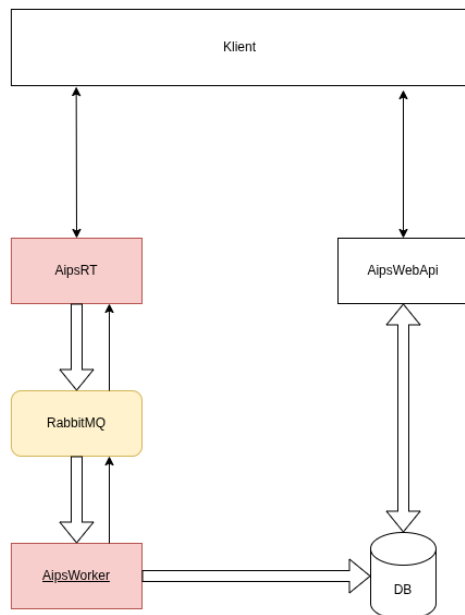 Klient
AipsRT
AipsWebApi
RabbitMQ
AipsWorker
DB